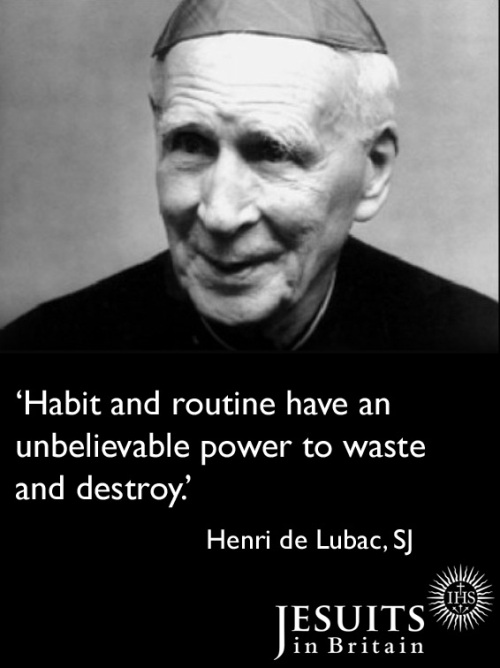 ‘Habit and routine have an
unbelievable power to waste
and destroy.’
Henri de Lubac, SJ
IHS
JESUITS
in Britain